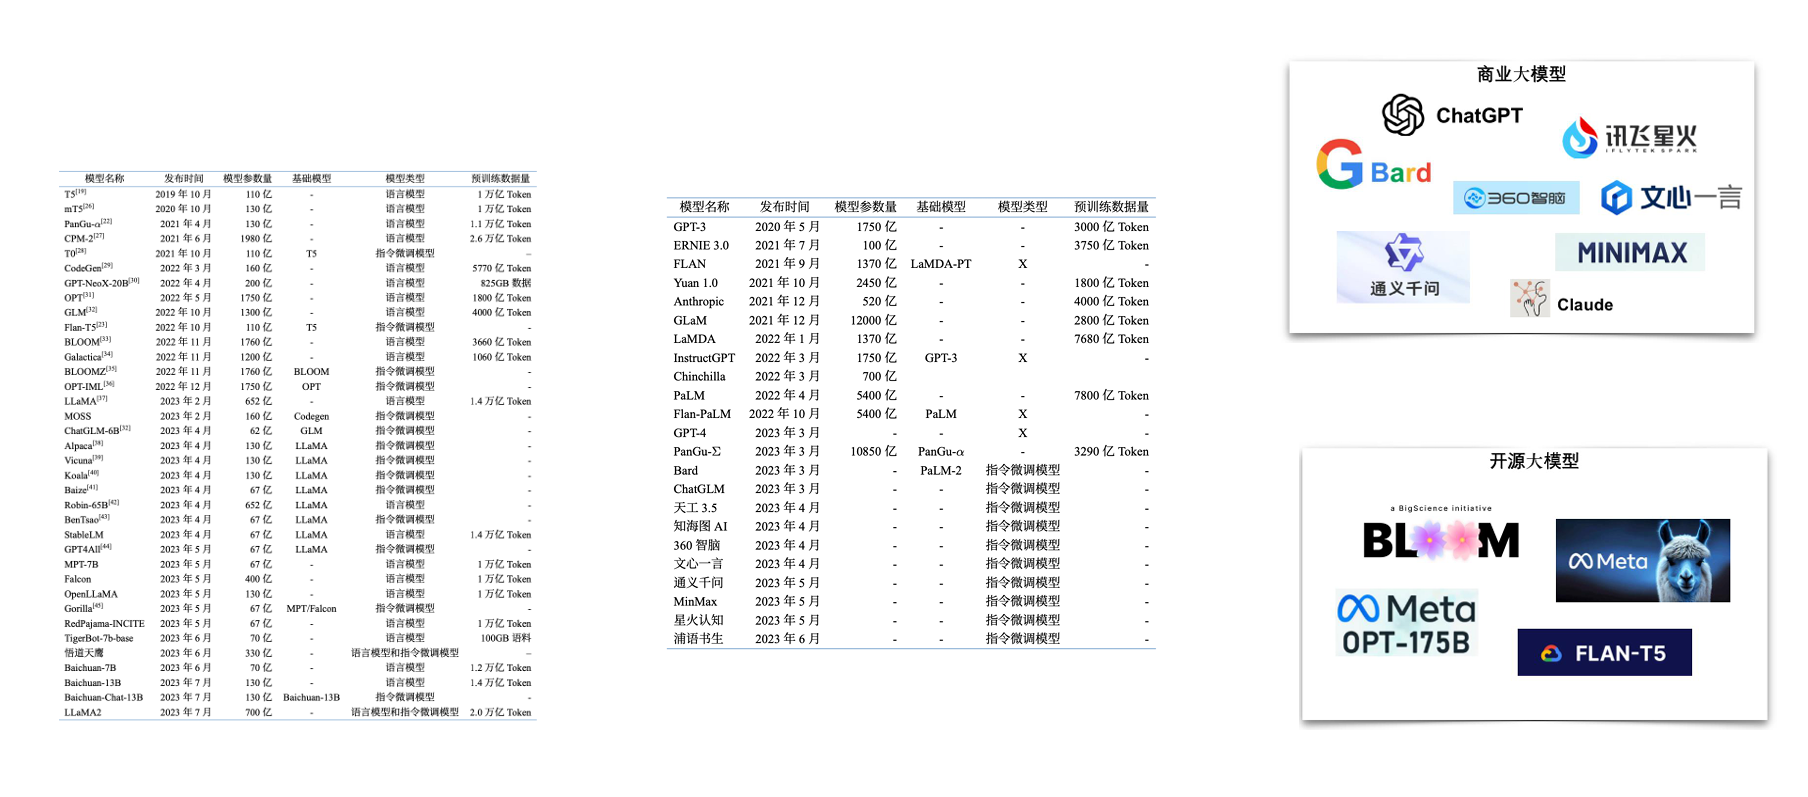 模型名称 发布时间 模型参数量 基础模型 模型类型 预训练数据量
T5[19] 2019 年 10 月 110 亿 - 语言模型 1 万亿 Token
mT5[26] 2020 年 10 月 130 亿 - 语言模型 1 万亿 Token
PanGu-α[22] 2021 年 4 月 130 亿 - 语言模型 1.1 万亿 Token
CPM-2[27] 2021 年 6 月 1980 亿 - 语言模型 2.6 万亿 Token
T0[28] 2021 年 10 月 110 亿 T5 指令微调模型 –
CodeGen[29] 2022 年 3 月 160 亿 - 语言模型 5770 亿 Token
GPT-NeoX-20B[30] 2022 年 4 月 200 亿 - 语言模型 825GB 数据
OPT[31] 2022 年 5 月 1750 亿 - 语言模型 1800 亿 Token
GLM[32] 2022 年 10 月 1300 亿 - 语言模型 4000 亿 Token
Flan-T5[23] 2022 年 10 月 110 亿 T5 指令微调模型 -
BLOOM[33] 2022 年 11 月 1760 亿 - 语言模型 3660 亿 Token
Galactica[34] 2022 年 11 月 1200 亿 - 语言模型 1060 亿 Token
BLOOMZ[35] 2022 年 11 月 1760 亿 BLOOM 指令微调模型 -
OPT-IML[36] 2022 年 12 月 1750 亿 OPT 指令微调模型 -
LLaMA[37] 2023 年 2 月 652 亿 - 语言模型 1.4 万亿 Token
MOSS 2023 年 2 月 160 亿 Codegen 指令微调模型 -
ChatGLM-6B[32] 2023 年 4 月 62 亿 GLM 指令微调模型 -
Alpaca[38] 2023 年 4 月 130 亿 LLaMA 指令微调模型 -
Vicuna[39] 2023 年 4 月 130 亿 LLaMA 指令微调模型 -
Koala[40] 2023 年 4 月 130 亿 LLaMA 指令微调模型 -
Baize[41] 2023 年 4 月 67 亿 LLaMA 指令微调模型 -
Robin-65B[42] 2023 年 4 月 652 亿 LLaMA 语言模型 -
BenTsao[43] 2023 年 4 月 67 亿 LLaMA 指令微调模型 -
StableLM 2023 年 4 月 67 亿 LLaMA 语言模型 1.4 万亿 Token
GPT4All[44] 2023 年 5 月 67 亿 LLaMA 指令微调模型 -
MPT-7B 2023 年 5 月 67 亿 - 语言模型 1 万亿 Token
Falcon 2023 年 5 月 400 亿 - 语言模型 1 万亿 Token
OpenLLaMA 2023 年 5 月 130 亿 - 语言模型 1 万亿 Token
Gorilla[45] 2023 年 5 月 67 亿 MPT/Falcon 指令微调模型 -
RedPajama-INCITE 2023 年 5 月 67 亿 - 语言模型 1 万亿 Token
TigerBot-7b-base 2023 年 6 月 70 亿 - 语言模型 100GB 语料
悟道天鹰 2023 年 6 月 330 亿 - 语言模型和指令微调模型 –
Baichuan-7B 2023 年 6 月 70 亿 - 语言模型 1.2 万亿 Token
Baichuan-13B 2023 年 7 月 130 亿 - 语言模型 1.4 万亿 Token
Baichuan-Chat-13B 2023 年 7 月 130 亿 Baichuan-13B 指令微调模型 -
LLaMA2 2023 年 7 月 700 亿 - 语言模型和指令微调模型 2.0 万亿 Token
模型名称 发布时间 模型参数量 基础模型 模型类型 预训练数据量
GPT-3 2020 年 5 月 1750 亿 - - 3000 亿 Token
ERNIE 3.0 2021 年 7 月 100 亿 - - 3750 亿 Token
FLAN 2021 年 9 月 1370 亿 LaMDA-PT X -
Yuan 1.0 2021 年 10 月 2450 亿 - - 1800 亿 Token
Anthropic 2021 年 12 月 520 亿 - - 4000 亿 Token
GLaM 2021 年 12 月 12000 亿 - - 2800 亿 Token
LaMDA 2022 年 1 月 1370 亿 - - 7680 亿 Token
InstructGPT 2022 年 3 月 1750 亿 GPT-3 X -
Chinchilla 2022 年 3 月 700 亿
PaLM 2022 年 4 月 5400 亿 - - 7800 亿 Token
Flan-PaLM 2022 年 10 月 5400 亿 PaLM X -
GPT-4 2023 年 3 月 - - X -
PanGu-Σ 2023 年 3 月 10850 亿 PanGu-α - 3290 亿 Token
Bard 2023 年 3 月 - PaLM-2 指令微调模型 -
ChatGLM 2023 年 3 月 - - 指令微调模型 -
天工 3.5 2023 年 4 月 - - 指令微调模型 -
知海图 AI 2023 年 4 月 - - 指令微调模型 -
360 智脑 2023 年 4 月 - - 指令微调模型 -
文心一言 2023 年 4 月 - - 指令微调模型 -
通义千问 2023 年 5 月 - - 指令微调模型 -
MinMax 2023 年 5 月 - - 指令微调模型 -
星火认知 2023 年 5 月 - - 指令微调模型 -
浦语书生 2023 年 6 月 - - 指令微调模型 -
商业大模型
ChatGPT
讯飞星火
IFLYTEK SPARK
G Bard
360智脑
文心一言
MINIMAX
通义千问
Claude
开源大模型
a BigScience initiative
BLOOM
Meta
Meta
OPT-175B
FLAN-T5